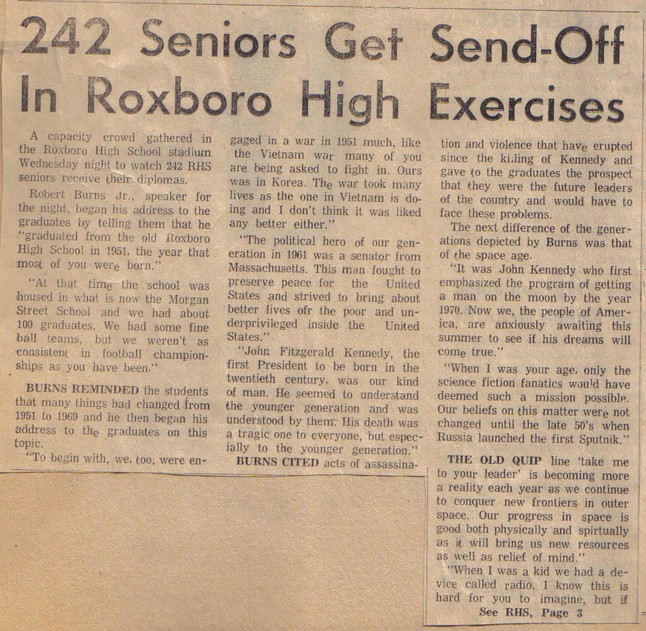 242 Seniors Get Send-Off
In Roxboro High Exercises
A capacity crowd gathered in
the Roxboro High School stadium
Wednesday night to watch 242 RHS
seniors receive their diplomas.
Robert Burns Jr., speaker for
the night, began his address to the
graduates by telling them that he
"graduated from the old Roxboro
High School in 1951, the year that
most of you were born."
"At that time the school was
housed in what is now the Morgan
Street School and we had about
100 graduates. We had some fine
ball teams, but we weren't as
consistent in football champion-
ships as you have been."
BURNS REMINDED the students
that many things had changed from
1951 to 1969 and he then began his
address to the graduates on this
topic.
"To begin with, we, too, were en-
gaged in a war in 1951 much, like
the Vietnam war many of you
are being asked to fight in. Ours
was in Korea. The war took many
lives as the one in Vietnam is do-
ing and I don't think it was liked
any better either."
"The political hero of our gen-
eration in 1961 was a senator from
Massachusetts. This man fought to
preserve peace for the United
States and strived to bring about
better lives ofr the poor and un-
derprivileged inside the United
States."
"John Fitzgerald Kennedy, the
first President to be born in the
twentieth century, was our kind
of man. He seemed to understand
the younger generation and was
understood by them. His death was
a tragic one to everyone, but espec-
ially to the younger generation."
BURNS CITED acts of assassina-
tion and violence that have erupted
since the killing of Kennedy and
gave to the graduates the prospect
that they were the future leaders
of the country and would have to
face these problems.
The next difference of the gener-
ations depicted by Burns was that
of the space age.
"It was John Kennedy who first
emphasized the program of getting
a man on the moon by the year
1970. Now we, the people of Amer-
ica, are anxiously awaiting this
summer to see if his dreams will
come true."
"When I was your age, only the
science fiction fanatics would have
deemed such a mission possible.
Our beliefs on this matter were not
changed until the late 50's when
Russia launched the first Sputnik."
THE OLD QUIP line 'take me
to your leader' is becoming more
a reality each year as we continue
to conquer new frontiers in outer
space. Our progress in space is
good both physically and spirtually
as it will bring us new resources
as well as relief of mind."
"When I was a kid we had a de-
vice called radio. I know this is
hard for you to imagine, but if
See RHS, Page 3